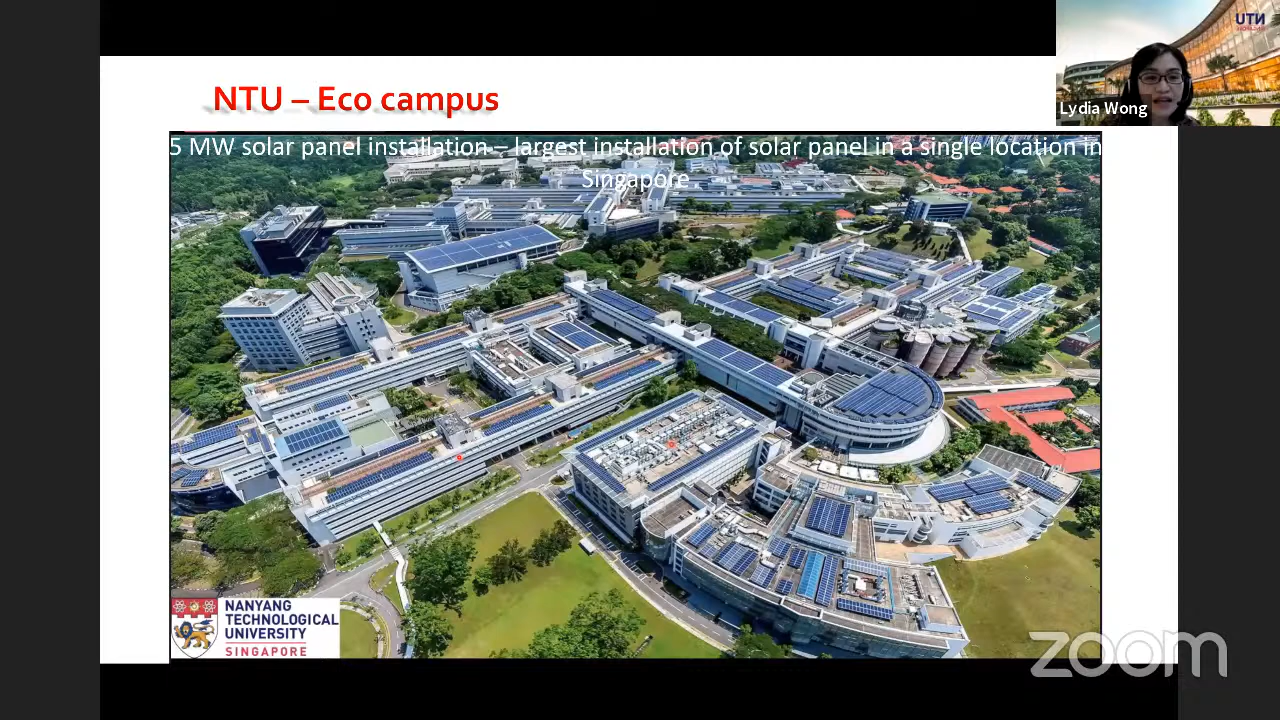 NTU – Eco campus
5 MW solar panel installation – largest installation of solar panel in a single location in
Singapore
NTU
Lydia Wong
NANYANG
TECHNOLOGICAL
UNIVERSITY
SINGAPORE
zoom